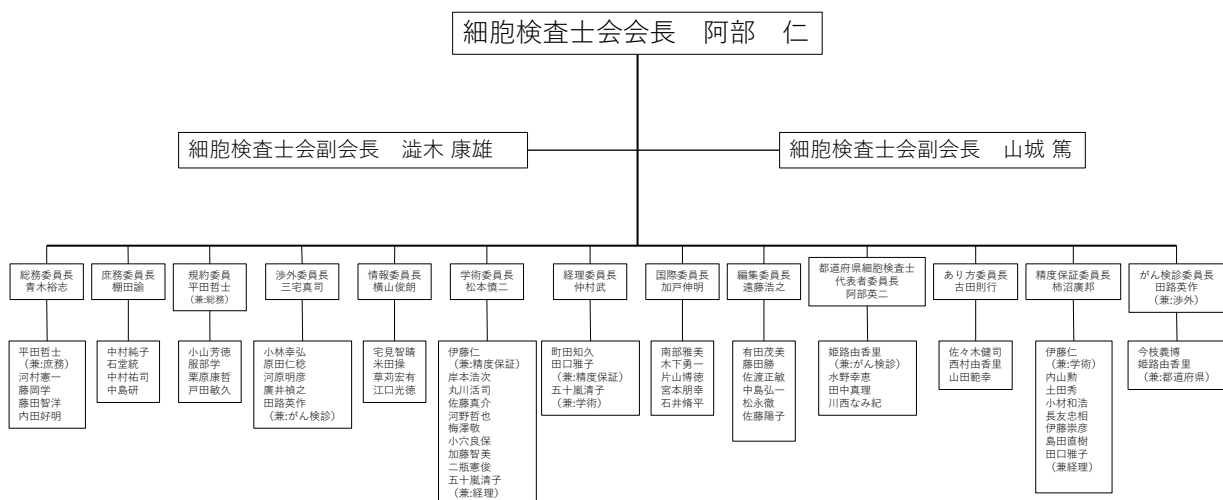 細胞検査士会会長　阿部　仁
細胞検査士会副会長　澁木 康雄
細胞検査士会副会長　山城 篤
総務委員長
青木裕志
平田哲士
(兼:庶務)
河村憲一
藤岡学
藤田智洋
内田好明
庶務委員長
棚田諭
中村純子
石堂統
中村祐司
中島研
規約委員
平田哲士
(兼:総務)
小山芳徳
服部学
栗原康哲
戸田敏久
渉外委員長
三宅真司
小林幸弘
原田仁稔
河原明彦
廣井禎之
田路英作
(兼:がん検診)
情報委員長
横山俊朗
宅見智晴
米田操
草苅宏有
江口光徳
学術委員長
松本慎二
伊藤仁
(兼:精度保証)
岸本浩次
丸川活司
佐藤真介
河野哲也
梅澤敬
小穴良保
加藤智美
二瓶憲俊
五十嵐清子
(兼:経理)
経理委員長
仲村武
町田知久
田口雅子
(兼:精度保証)
五十嵐清子
(兼:学術)
国際委員長
加戸伸明
南部雅美
木下勇一
片山博徳
宮本朋幸
石井脩平
編集委員長
遠藤浩之
有田茂美
藤田勝
佐渡正敏
中島弘一
松永徹
佐藤陽子
都道府県細胞検査士
代表者委員長
阿部英二
姫路由香里
(兼:がん検診)
水野幸恵
田中真理
川西なみ紀
あり方委員長
古田則行
佐々木健司
西村由香里
山田範幸
精度保証委員長
柿沼廣邦
伊藤仁
(兼:学術)
内山勲
土田秀
小材和浩
長友忠相
伊藤崇彦
島田直樹
田口雅子
(兼経理)
がん検診委員長
田路英作
(兼:渉外)
今枝義博
姫路由香里
(兼:都道府県)